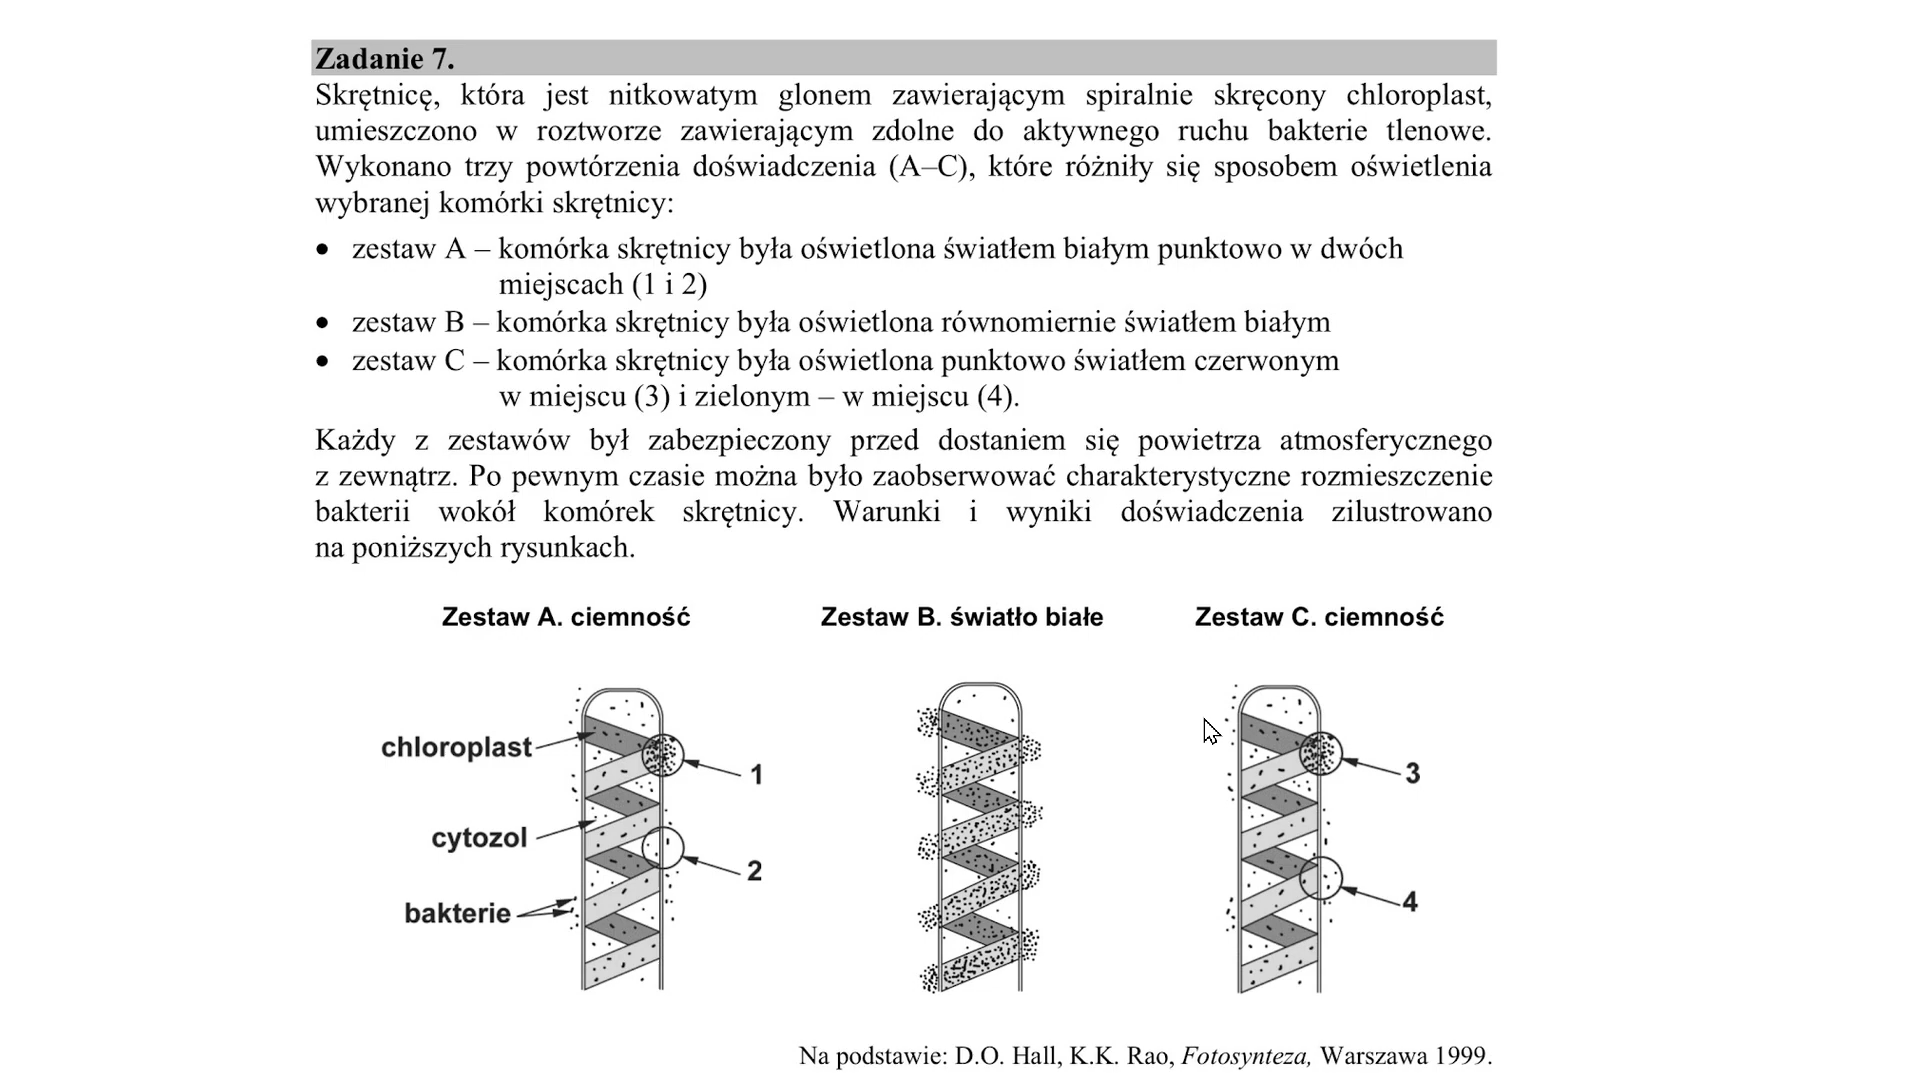 Zadanie 7.
Skrętnicę, która jest nitkowatym glonem zawierającym spiralnie skręcony chloroplast,
umieszczono w roztworze zawierającym zdolne do aktywnego ruchu bakterie tlenowe.
Wykonano trzy powtórzenia doświadczenia (A–C), które różniły się sposobem oświetlenia
wybranej komórki skrętnicy:
• zestaw A – komórka skrętnicy była oświetlona światłem białym punktowo w dwóch
miejscach (1 i 2)
• zestaw B – komórka skrętnicy była oświetlona równomiernie światłem białym
• zestaw C – komórka skrętnicy była oświetlona punktowo światłem czerwonym
w miejscu (3) i zielonym – w miejscu (4).
Każdy z zestawów był zabezpieczony przed dostaniem się powietrza atmosferycznego
z zewnątrz. Po pewnym czasie można było zaobserwować charakterystyczne rozmieszczenie
bakterii wokół komórek skrętnicy. Warunki i wyniki doświadczenia zilustrowano
na poniższych rysunkach.
Zestaw A. ciemność
Zestaw B. światło białe
Zestaw C. ciemność
chloroplast
1
cytozol
2
bakterie
3
4
Na podstawie: D.O. Hall, K.K. Rao, Fotosynteza, Warszawa 1999.